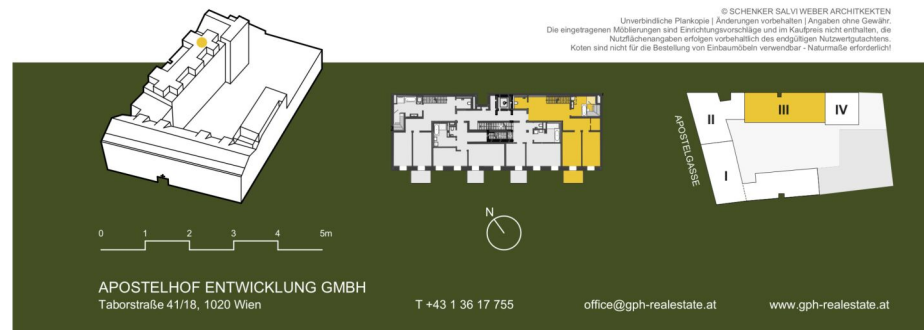 © SCHENKER SALVI WEBER ARCHITKEKTEN
Unverbindliche Plankopie | Änderungen vorbehalten | Angaben ohne Gewähr.
Die eingetragenen Möblierungen sind Einrichtungsvorschläge und im Kaufpreis nicht enthalten, die
Nutzflächenangaben erfolgen vorbehaltlich des endgültigen Nutzwertgutachtens.
Koten sind nicht für die Bestellung von Einbaumöbeln verwendbar - Naturmaße erforderlich!
II
III
IV
APOSTELGASSE
I
N
0 1 2 3 4 5m
APOSTELHOF ENTWICKLUNG GMBH
Taborstraße 41/18, 1020 Wien
T +43 1 36 17 755
office@gph-realestate.at
www.gph-realestate.at